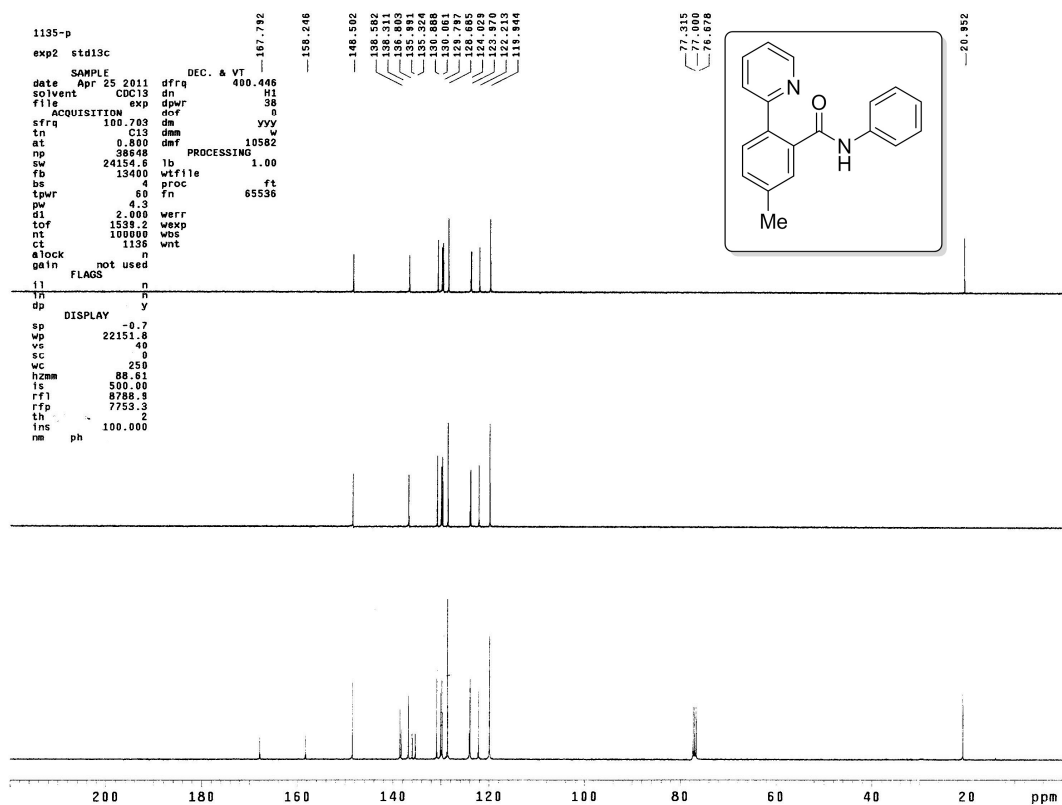 1135-p
exp2 std13c
SAMPLE
date Apr 25 2011
solvent CDCl3
file exp
ACQUISITION
sfrq 100.703
tn C13
at 0.800
np 38648
sw 24154.6
fb 13400
bs 4
tpwr 60
pw 4.3
d1 2.000
tof 1539.2
nt 100000
ct 1136
alock n
gain not used
FLAGS
il n
in n
dp y
DISPLAY
sp -0.7
wp 22151.8
vs 40
sc 0
wc 250
hzmm 88.61
is 500.00
rfl 8788.9
rfp 7753.3
th 2
ins 100.000
nm ph
DEC. & VT
dfrq 400.446
dn H1
dpwr 38
dof 0
dm yyy
dmm w
dmf 10582
PROCESSING
lb 1.00
wtfile
proc ft
fn 65536
werr
wexp
wbs
wnt
167.792
158.246
148.502
138.582
138.311
136.803
135.991
135.324
130.888
130.061
129.797
128.685
124.029
123.970
122.213
119.944
77.315
77.000
76.678
20.952
N
O
N
H
Me
200 180 160 140 120 100 80 60 40 20 ppm